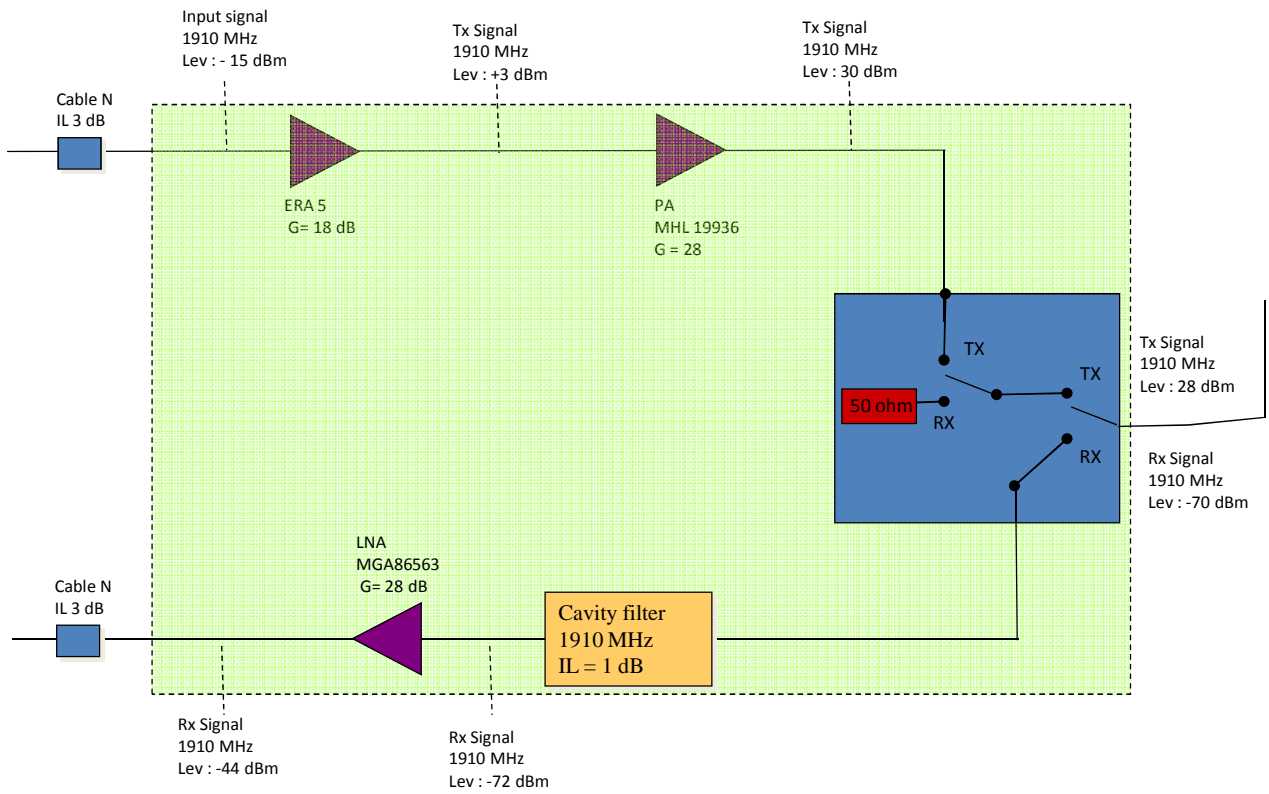 Input signal
1910 MHz
Lev : - 15 dBm
Tx Signal
1910 MHz
Lev : +3 dBm
Tx Signal
1910 MHz
Lev : 30 dBm
Cable N
IL 3 dB
ERA 5
G= 18 dB
PA
MHL 19936
G = 28
TX
50 ohm
RX
TX
RX
Tx Signal
1910 MHz
Lev : 28 dBm
Rx Signal
1910 MHz
Lev : -70 dBm
LNA
MGA86563
G= 28 dB
Cable N
IL 3 dB
Cavity filter
1910 MHz
IL = 1 dB
Rx Signal
1910 MHz
Lev : -44 dBm
Rx Signal
1910 MHz
Lev : -72 dBm